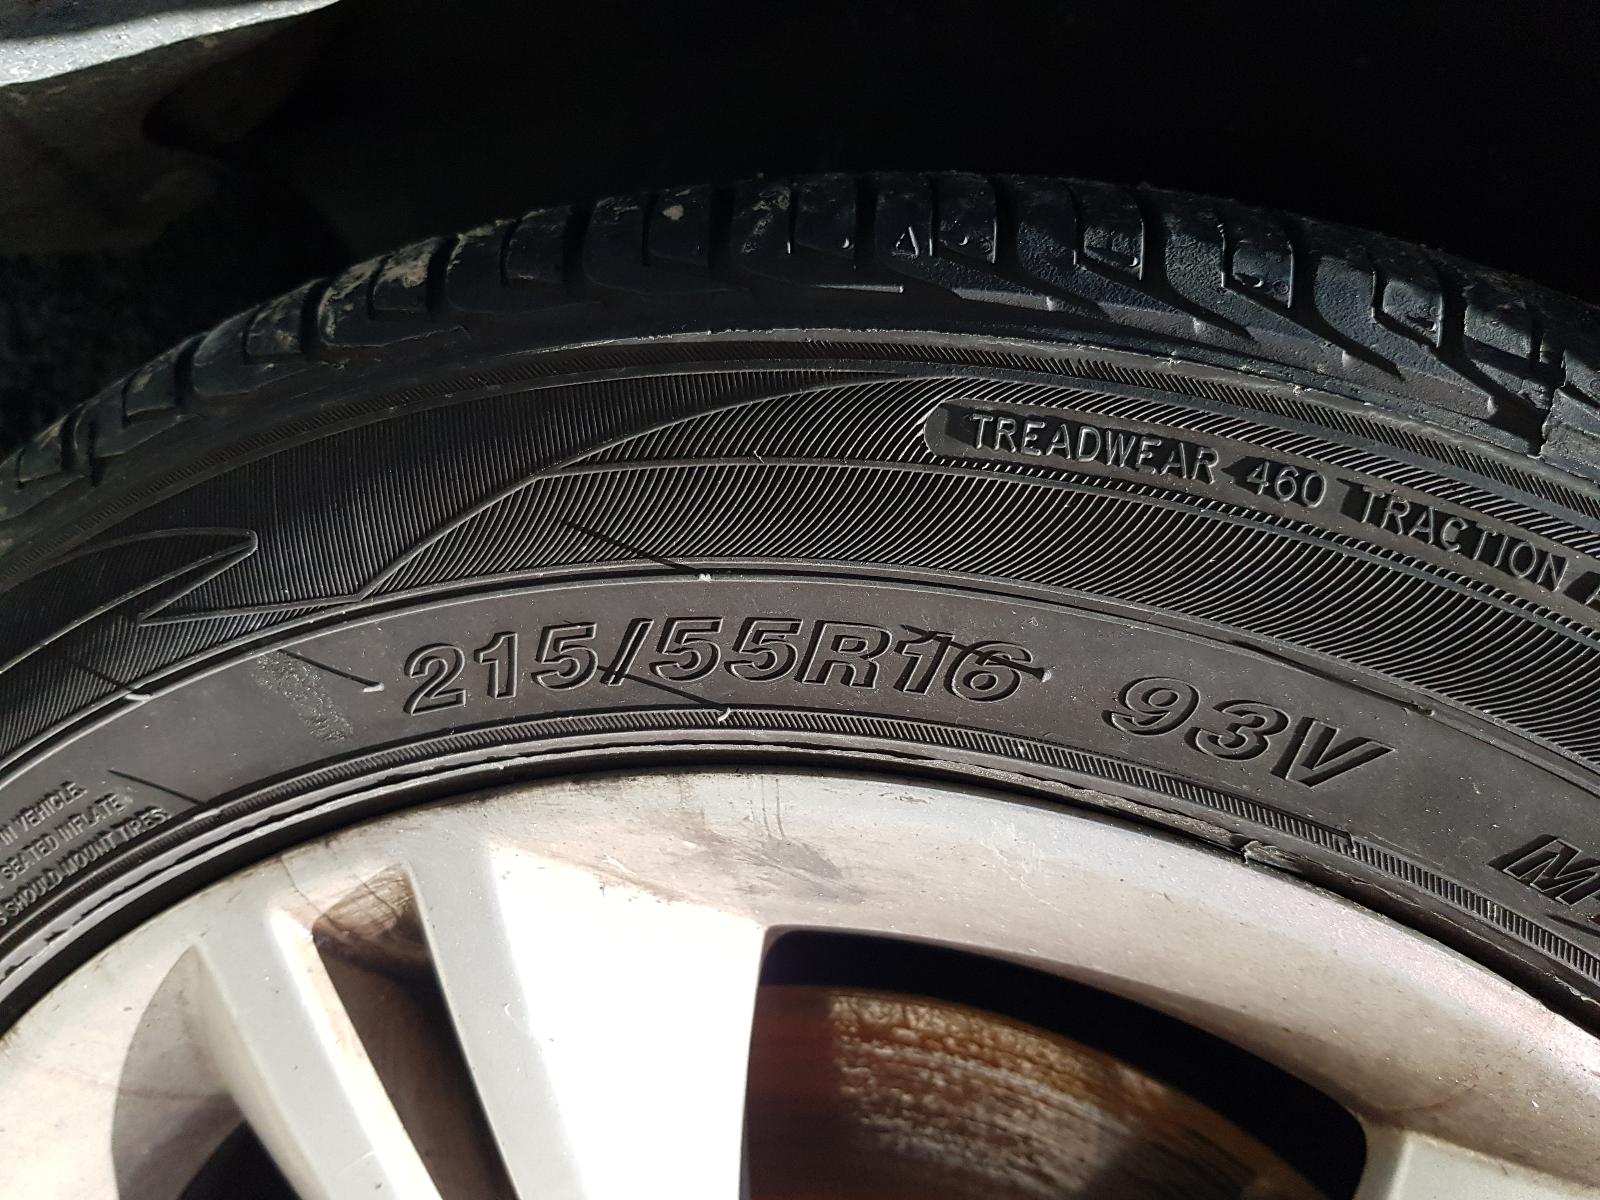 TREADWEAR 460 TRACTION A
215/55R16 93V
IN VEHICLE.
SEATED INFLATE
SHOULD MOUNT TIRES.